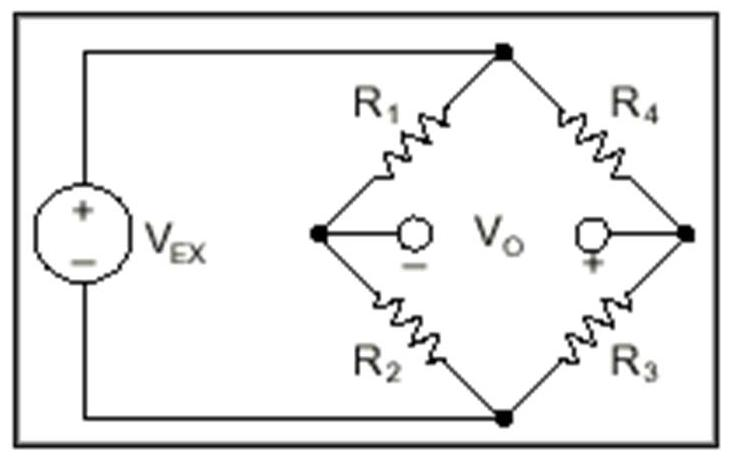 R1
R4
+
−
VEX
−
VO
+
R2
R3